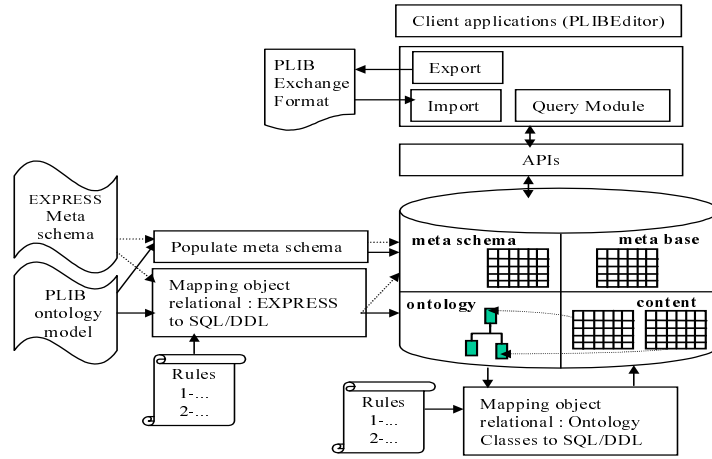 Client applications (PLIBEditor)
PLIB
Exchange
Format
Export
Import
Query Module
APIs
EXPRESS
Meta
schema
PLIB
ontology
model
Populate meta schema
Mapping object
relational : EXPRESS
to SQL/DDL
Rules
1-...
2-...
meta schema
meta base
ontology
content
Rules
1-...
2-...
Mapping object
relational : Ontology
Classes to SQL/DDL